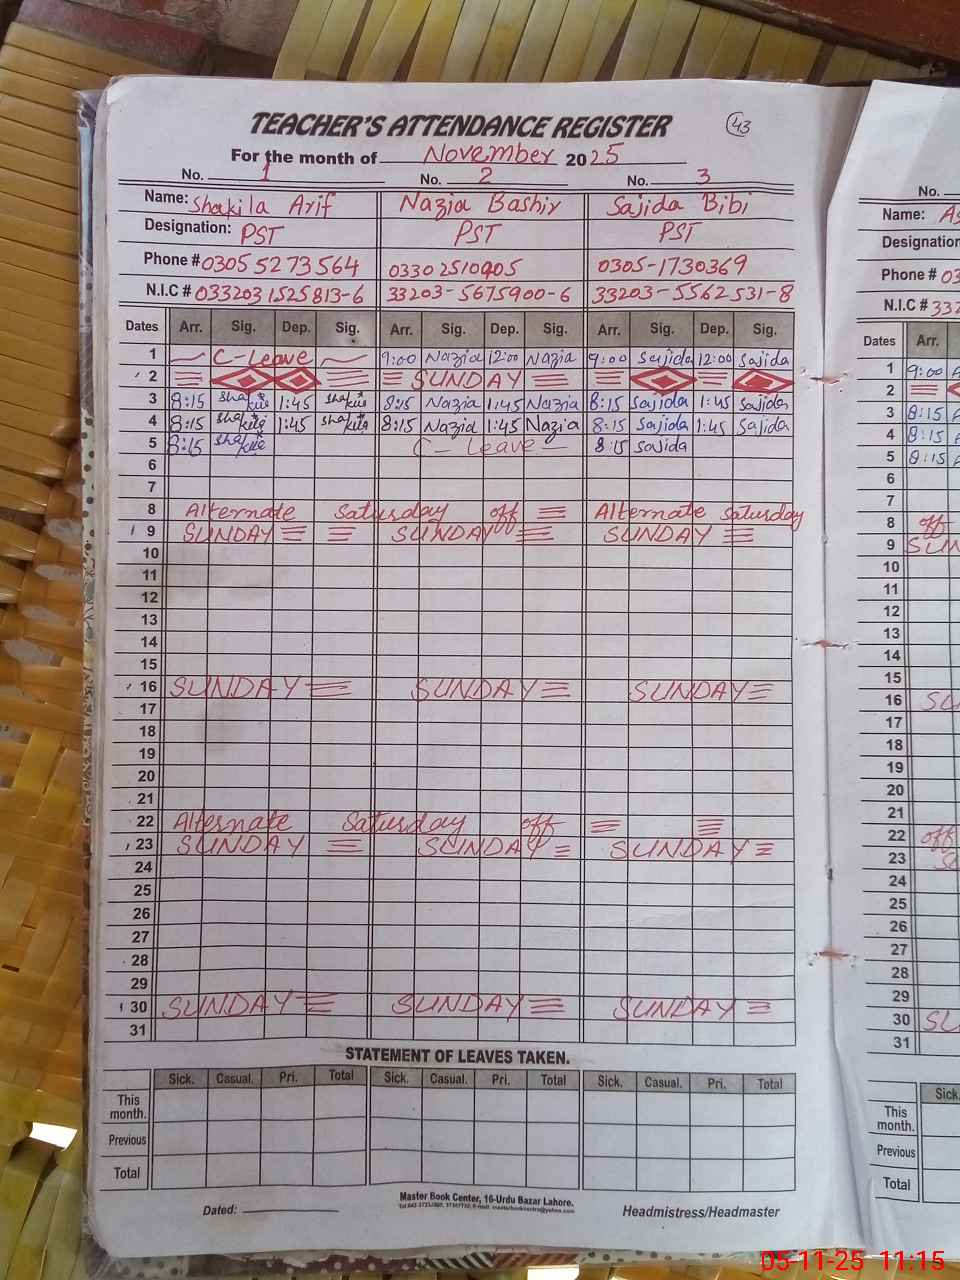 TEACHER'S ATTENDANCE REGISTER 43
For the month of November 2025
No. 1 No. 2 No. 3
Name: Shakila Arif Nazia Bashir Sajida Bibi
Designation: PST PST PST
Phone # 0305 5273564 0305-1730369
N.I.C # 33203-5675900-6 33203-5562531-8
Dates Arr. Sig. Dep. Sig. Arr. Sig. Dep. Sig. Arr. Sig. Dep. Sig.
1 C-Leave 9:00 Nazia 12:00 Nazia 9:00 Sajida 12:00 Sajida
2 SUNDAY
3 8:15 1:45 8:15 Nazia 1:45 Nazia 8:15 Sajida 1:45 Sajida
4 8:15 1:45 8:15 Nazia 1:45 Nazia 8:15 Sajida 1:45 Sajida
5 8:15 C-Leave 8:15 Sajida
6
7
8 Alternate Saturday off Alternate Saturday
9 SUNDAY SUNDAY SUNDAY
10
11
12
13
14
15
16 SUNDAY SUNDAY SUNDAY
17
18
19
20
21
22 Alternate Saturday off
23 SUNDAY SUNDAY SUNDAY
24
25
26
27
28
29
30 SUNDAY SUNDAY SUNDAY
31
STATEMENT OF LEAVES TAKEN.
Sick. Casual. Pri. Total Sick. Casual. Pri. Total Sick. Casual. Pri. Total
This month.
Previous
Total
Master Book Center, 16-Urdu Bazar Lahore.
Dated: Headmistress/Headmaster
No.
Name:
Designation
Phone # 03
N.I.C # 332
Dates Arr.
1 9:00
2
3 8:15
4 8:15
5 8:15
6
7
8 off
9 SUN
10
11
12
13
14
15
16 SU
17
18
19
20
21
22 off
23
24
25
26
27
28
29
30 SU
31
Sick.
This month.
Previous
Total
05-11-25 11:15